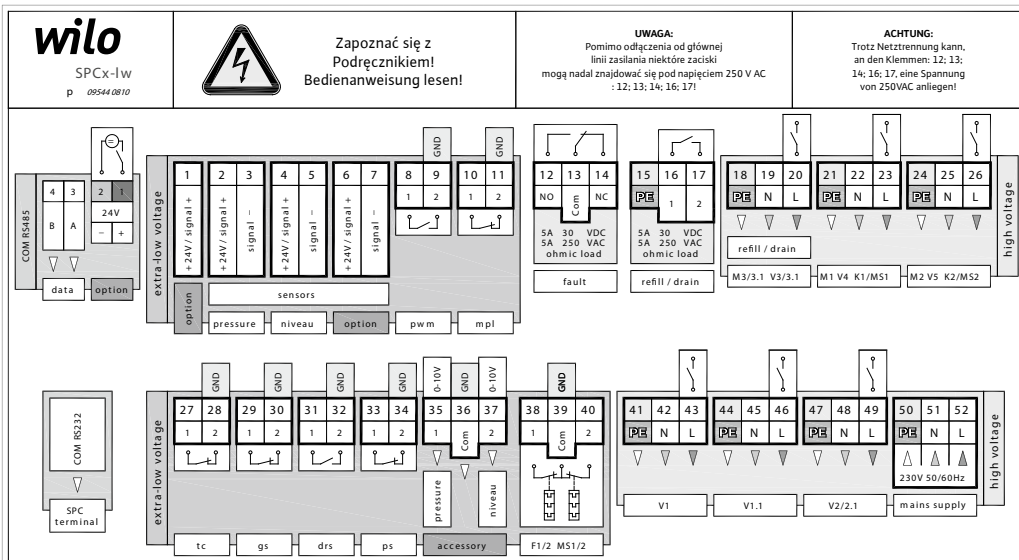 wilo
SPCx-lw
p 09544 0810
Zapoznać się z
Podręcznikiem!
Bedienanweisung lesen!
UWAGA:
Pomimo odłączenia od głównej
linii zasilania niektóre zaciski
mogą nadal znajdować się pod napięciem 250 V AC
: 12; 13; 14; 16; 17!
ACHTUNG:
Trotz Netztrennung kann,
an den Klemmen: 12; 13;
14; 16; 17, eine Spannung
von 250VAC anliegen!
COM RS485
4 3
B A
data
2 1
24V
– +
option
extra-low voltage
1 2 3 4 5 6 7
+24V / signal +
+24V / signal +
signal –
+24V / signal +
signal –
+24V / signal +
signal –
option
sensors
pressure niveau option
GND
8 9
1 2
pwm
GND
10 11
1 2
mpl
12 13 14
NO Com NC
5A 30 VDC
5A 250 VAC
ohmic load
fault
15 16 17
PE 1 2
5A 30 VDC
5A 250 VAC
ohmic load
refill / drain
18 19 20 21 22 23 24 25 26
PE N L PE N L PE N L
refill / drain
M3/3.1 V3/3.1 M1 V4 K1/MS1 M2 V5 K2/MS2
high voltage
COM RS232
SPC
terminal
extra-low voltage
GND GND GND GND 0-10V GND 0-10V GND
27 28 29 30 31 32 33 34 35 36 37 38 39 40
1 2 1 2 1 2 1 2 1 Com 2 1 Com 2
pressure
niveau
tc gs drs ps accessory F1/2 MS1/2
41 42 43 44 45 46 47 48 49 50 51 52
PE N L PE N L PE N L PE N L
230V 50/60Hz
V1 V1.1 V2/2.1 mains supply
high voltage